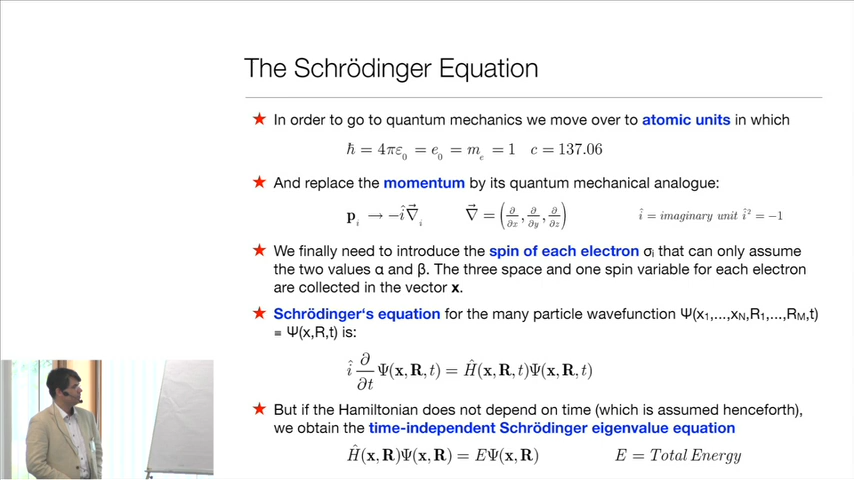 The Schrödinger Equation
★ In order to go to quantum mechanics we move over to atomic units in which
ħ = 4πε₀ = e₀ = mₑ = 1 c = 137.06
★ And replace the momentum by its quantum mechanical analogue:
pᵢ → −î∇⃗ᵢ ∇⃗ = (∂/∂x, ∂/∂y, ∂/∂z) î = imaginary unit î² = −1
★ We finally need to introduce the spin of each electron σᵢ that can only assume
the two values α and β. The three space and one spin variable for each electron
are collected in the vector x.
★ Schrödinger‘s equation for the many particle wavefunction Ψ(x₁,...,x_N,R₁,...,R_M,t)
= Ψ(x,R,t) is:
î ∂/∂t Ψ(x, R, t) = Ĥ(x, R, t)Ψ(x, R, t)
★ But if the Hamiltonian does not depend on time (which is assumed henceforth),
we obtain the time-independent Schrödinger eigenvalue equation
Ĥ(x, R)Ψ(x, R) = EΨ(x, R) E = Total Energy